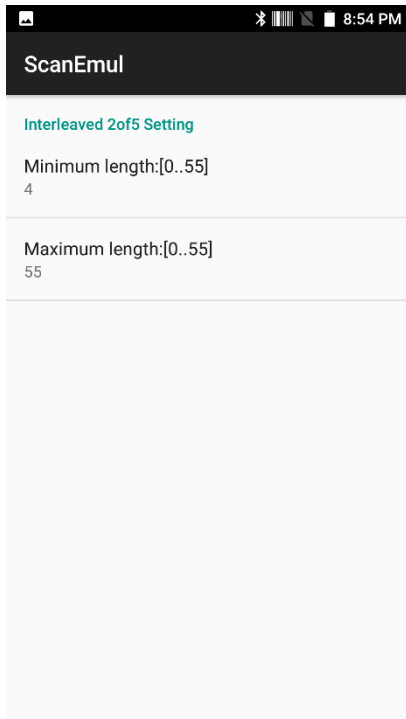 8:54 PM
ScanEmul
Interleaved 2of5 Setting
Minimum length:[0..55]
4
Maximum length:[0..55]
55